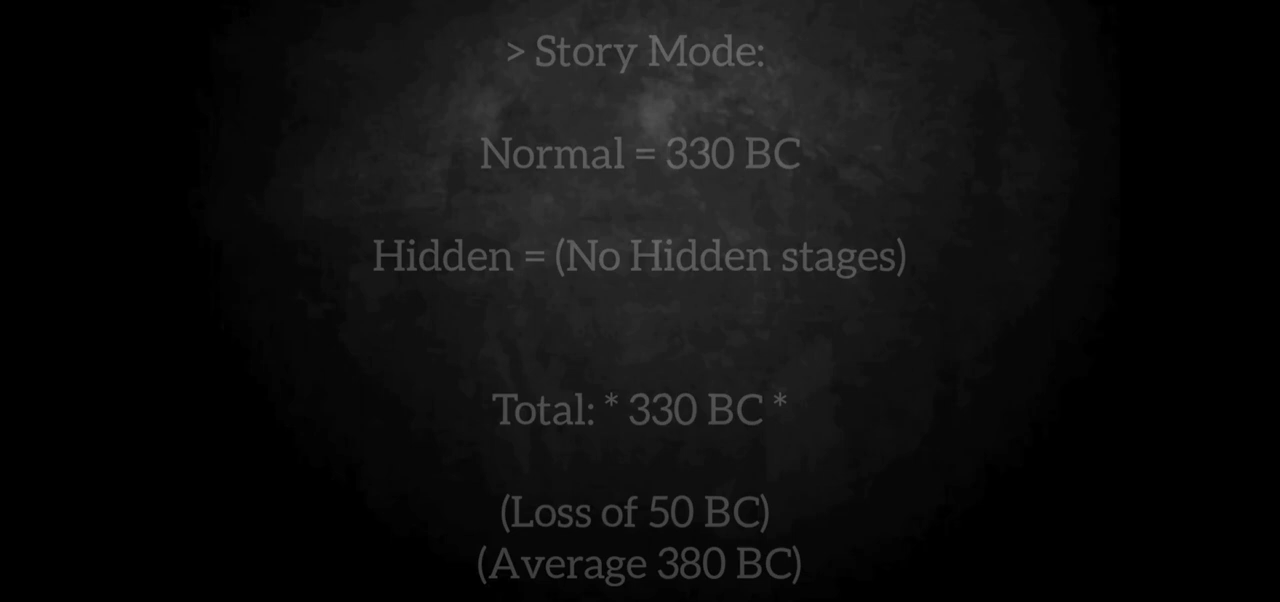 > Story Mode:
Normal = 330 BC
Hidden = (No Hidden stages)
Total: * 330 BC *
(Loss of 50 BC)
(Average 380 BC)